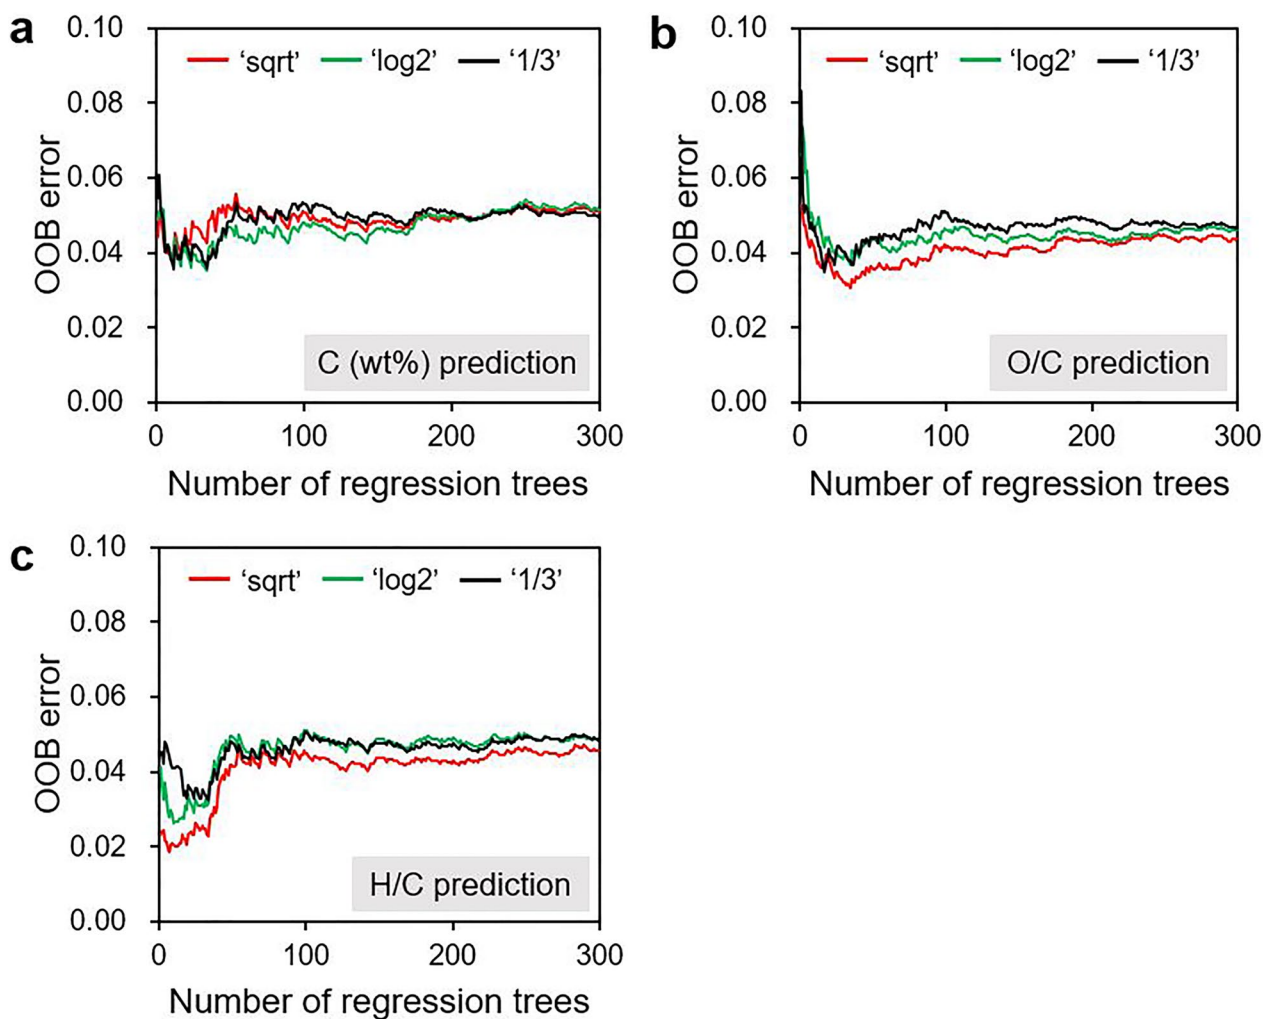 a
0.10
0.08
0.06
0.04
0.02
0.00
OOB error
'sqrt' 'log2' '1/3'
C (wt%) prediction
0 100 200 300
Number of regression trees
b
0.10
0.08
0.06
0.04
0.02
0.00
OOB error
'sqrt' 'log2' '1/3'
O/C prediction
0 100 200 300
Number of regression trees
c
0.10
0.08
0.06
0.04
0.02
0.00
OOB error
'sqrt' 'log2' '1/3'
H/C prediction
0 100 200 300
Number of regression trees